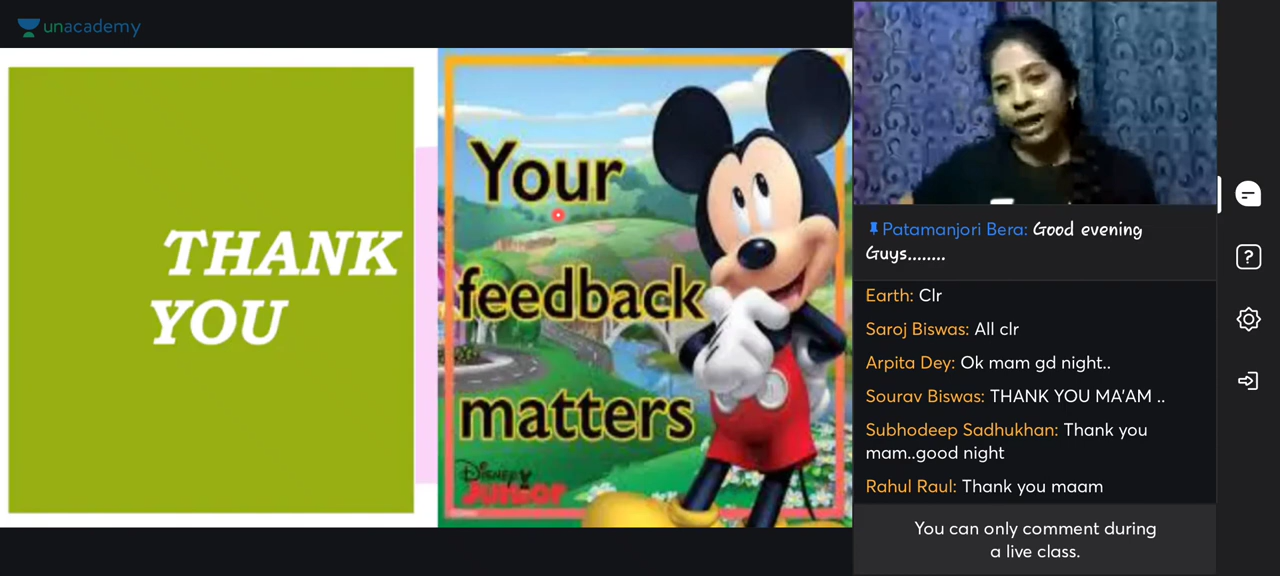 unacademy
THANK
YOU
Your
feedback
matters
Disney
JUNIOR
Patamanjori Bera: Good evening
Guys........
Earth: Clr
Saroj Biswas: All clr
Arpita Dey: Ok mam gd night..
Sourav Biswas: THANK YOU MA'AM ..
Subhodeep Sadhukhan: Thank you
mam..good night
Rahul Raul: Thank you maam
You can only comment during
a live class.
?